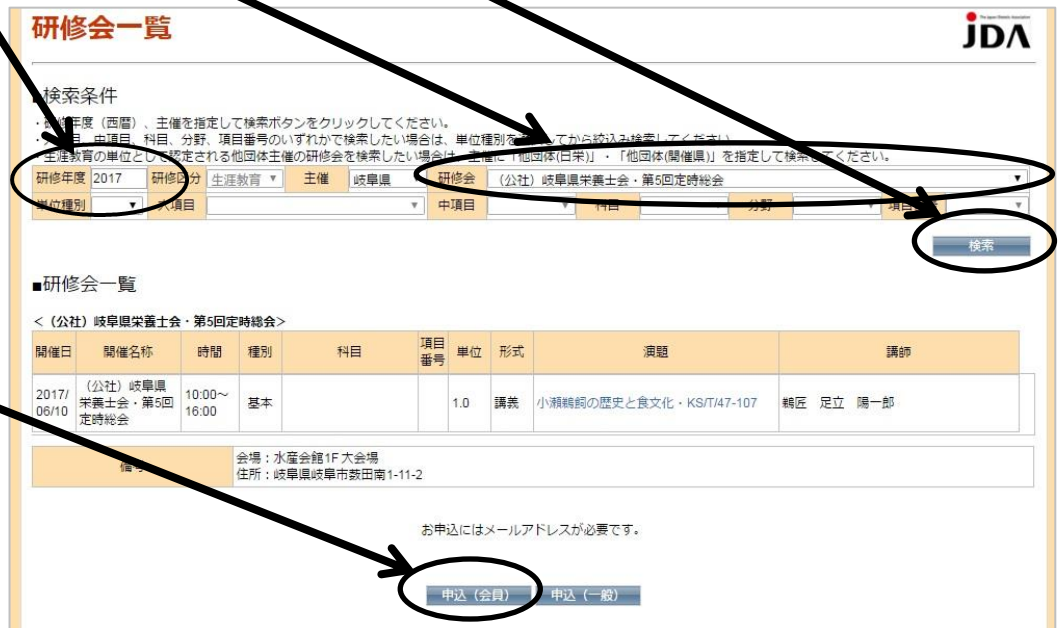 研修会一覧
The Japan Dietetic Association
JDA
検索条件
・研修年度（西暦）、主催を指定して検索ボタンをクリックしてください。
中項目、科目、分野、項目番号のいずれかで検索したい場合は、単位種別を してから絞込み検索してください
生涯教育の単位として認定される他団体主催の研修会を検索したい場合は、主催に「他団体(日栄)」・「他団体(開催県)」を指定して検索してください。
研修年度 2017 研修区分 生涯教育 主催 岐阜県 研修会 （公社）岐阜県栄養士会・第5回定時総会
単位種別 大項目 中項目 科目 分野 項目
検索
■研修会一覧
＜（公社）岐阜県栄養士会・第5回定時総会＞
開催日 開催名称 時間 種別 科目 項目番号 単位 形式 演題 講師
2017/06/10 （公社）岐阜県栄養士会・第5回定時総会 10:00～16:00 基本 1.0 講義 小瀬鵜飼の歴史と食文化・KS/T/47-107 鵜匠 足立 陽一郎
備考 会場：水産会館1F大会場
住所：岐阜県岐阜市薮田南1-11-2
お申込にはメールアドレスが必要です。
申込（会員） 申込（一般）